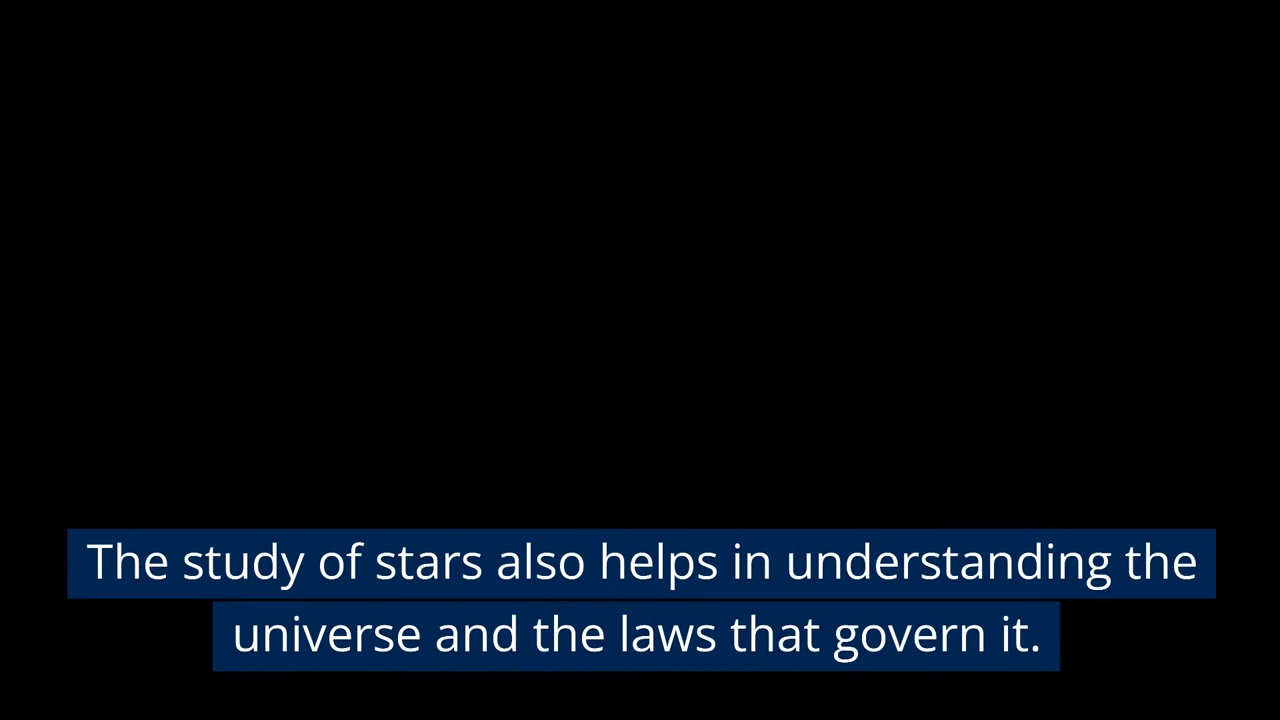 The study of stars also helps in understanding the
universe and the laws that govern it.